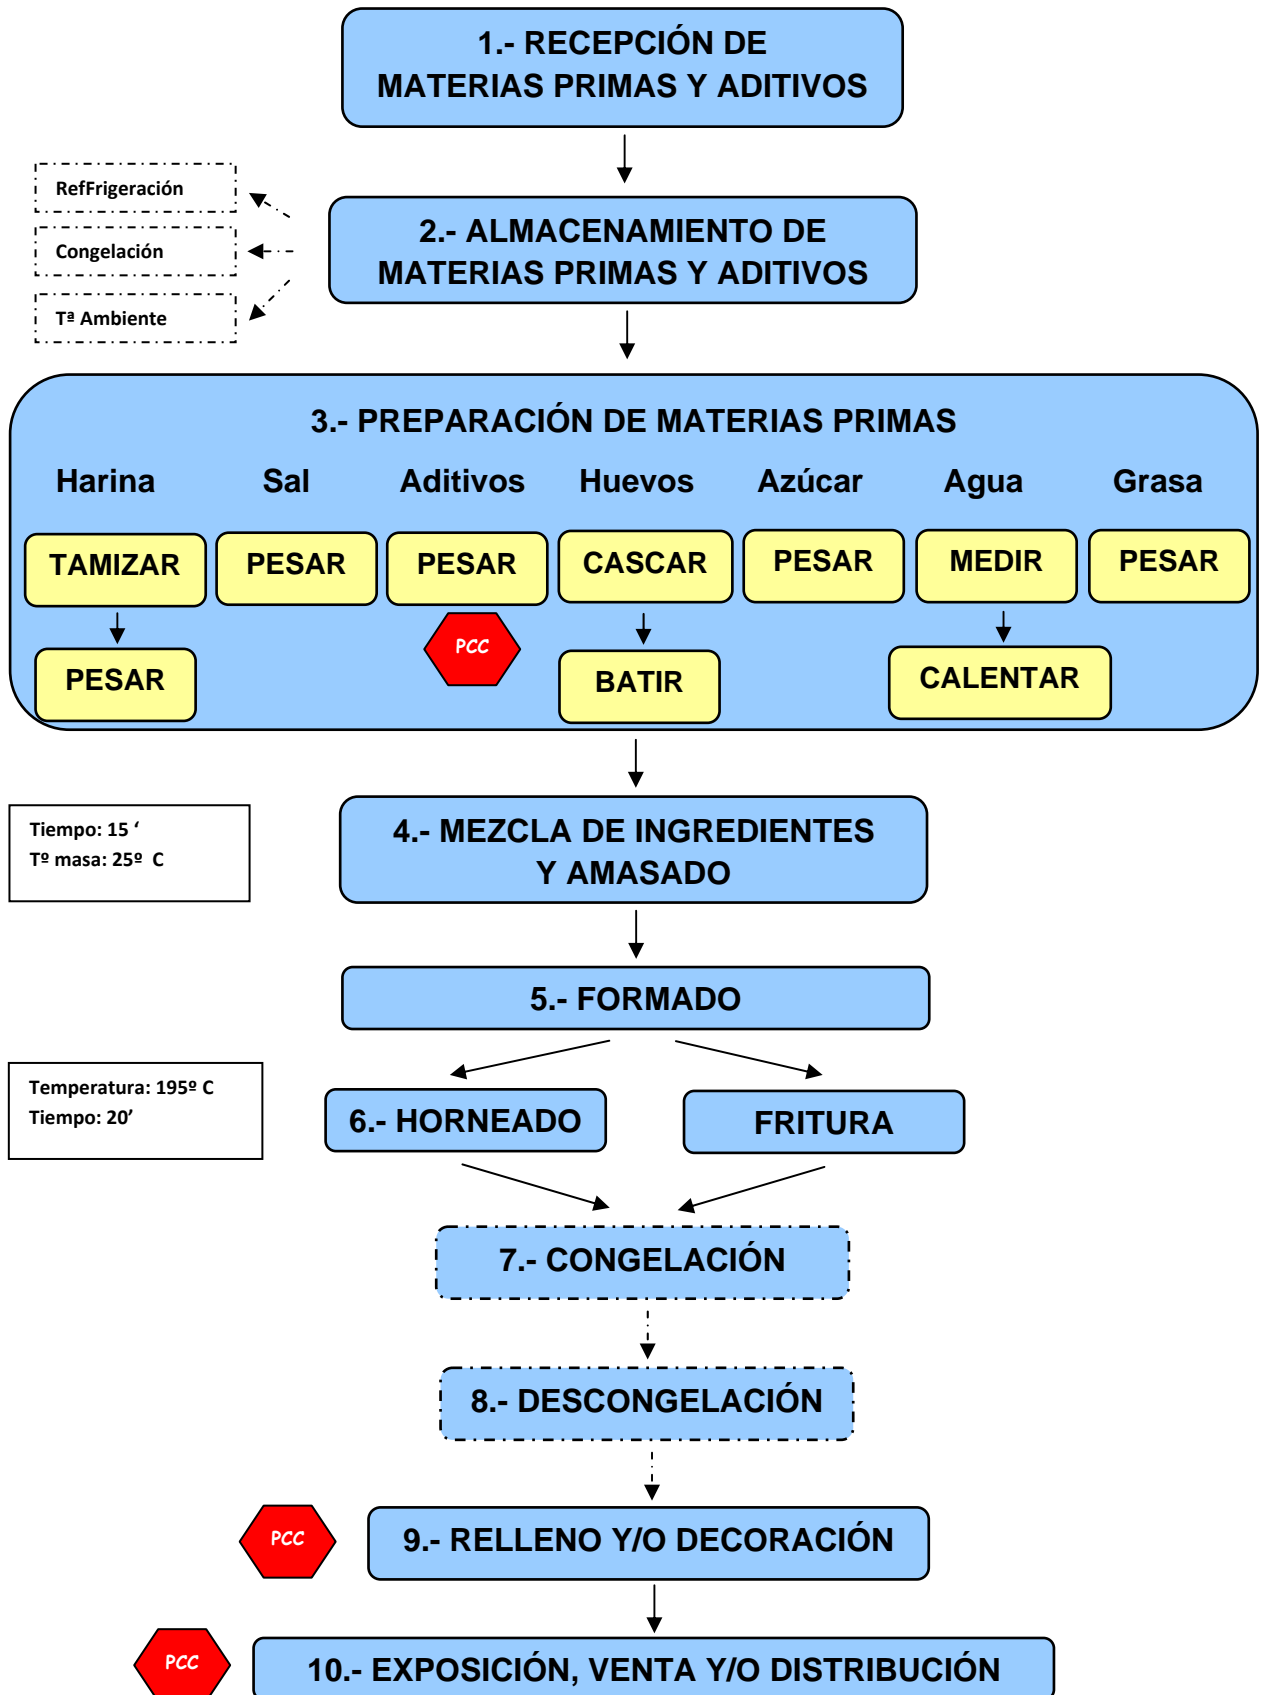 1.- RECEPCIÓN DE
MATERIAS PRIMAS Y ADITIVOS
RefFrigeración
Congelación
Tª Ambiente
2.- ALMACENAMIENTO DE
MATERIAS PRIMAS Y ADITIVOS
3.- PREPARACIÓN DE MATERIAS PRIMAS
Harina Sal Aditivos Huevos Azúcar Agua Grasa
TAMIZAR PESAR PESAR CASCAR PESAR MEDIR PESAR
PCC
PESAR BATIR CALENTAR
Tiempo: 15 ‘
Tº masa: 25º C
4.- MEZCLA DE INGREDIENTES
Y AMASADO
5.- FORMADO
Temperatura: 195º C
Tiempo: 20’
6.- HORNEADO
FRITURA
7.- CONGELACIÓN
8.- DESCONGELACIÓN
PCC
9.- RELLENO Y/O DECORACIÓN
PCC
10.- EXPOSICIÓN, VENTA Y/O DISTRIBUCIÓN